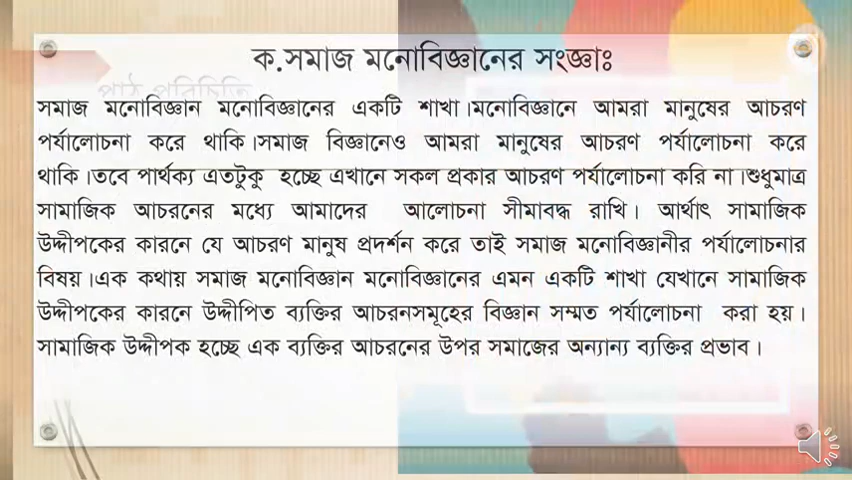 ক.সমাজ মনোবিজ্ঞানের সংজ্ঞাঃ
পাঠ পরিচিতি
সমাজ মনোবিজ্ঞান মনোবিজ্ঞানের একটি শাখা।মনোবিজ্ঞানে আমরা মানুষের আচরণ
পর্যালোচনা করে থাকি।সমাজ বিজ্ঞানেও আমরা মানুষের আচরণ পর্যালোচনা করে
থাকি।তবে পার্থক্য এতটুকু হচ্ছে এখানে সকল প্রকার আচরণ পর্যালোচনা করি না।শুধুমাত্র
সামাজিক আচরনের মধ্যে আমাদের আলোচনা সীমাবদ্ধ রাখি। আর্থাৎ সামাজিক
উদ্দীপকের কারনে যে আচরণ মানুষ প্রদর্শন করে তাই সমাজ মনোবিজ্ঞানীর পর্যালোচনার
বিষয়।এক কথায় সমাজ মনোবিজ্ঞান মনোবিজ্ঞানের এমন একটি শাখা যেখানে সামাজিক
উদ্দীপকের কারনে উদ্দীপিত ব্যক্তির আচরনসমূহের বিজ্ঞান সম্মত পর্যালোচনা করা হয়।
সামাজিক উদ্দীপক হচ্ছে এক ব্যক্তির আচরনের উপর সমাজের অন্যান্য ব্যক্তির প্রভাব।